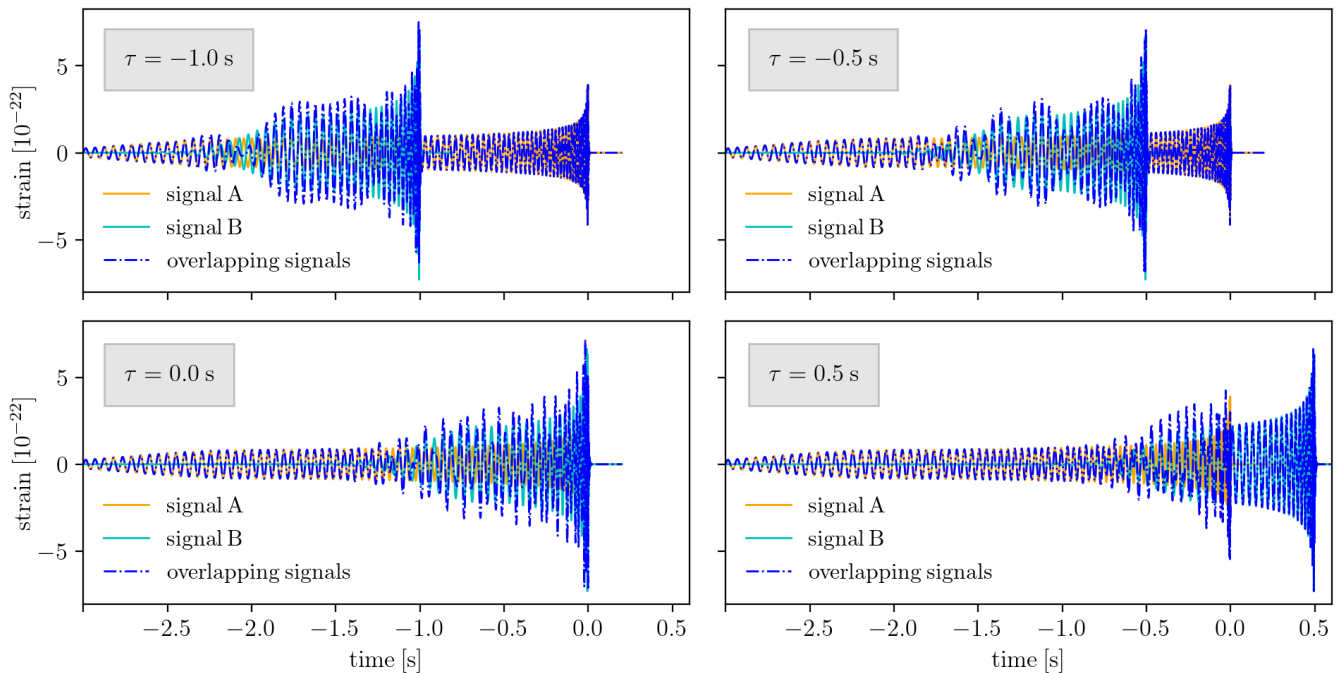 τ = −1.0 s
5
0
−5
strain [10⁻²²]
signal A
signal B
overlapping signals
τ = −0.5 s
signal A
signal B
overlapping signals
τ = 0.0 s
5
0
−5
strain [10⁻²²]
signal A
signal B
overlapping signals
−2.5 −2.0 −1.5 −1.0 −0.5 0.0 0.5
time [s]
τ = 0.5 s
signal A
signal B
overlapping signals
−2.5 −2.0 −1.5 −1.0 −0.5 0.0 0.5
time [s]